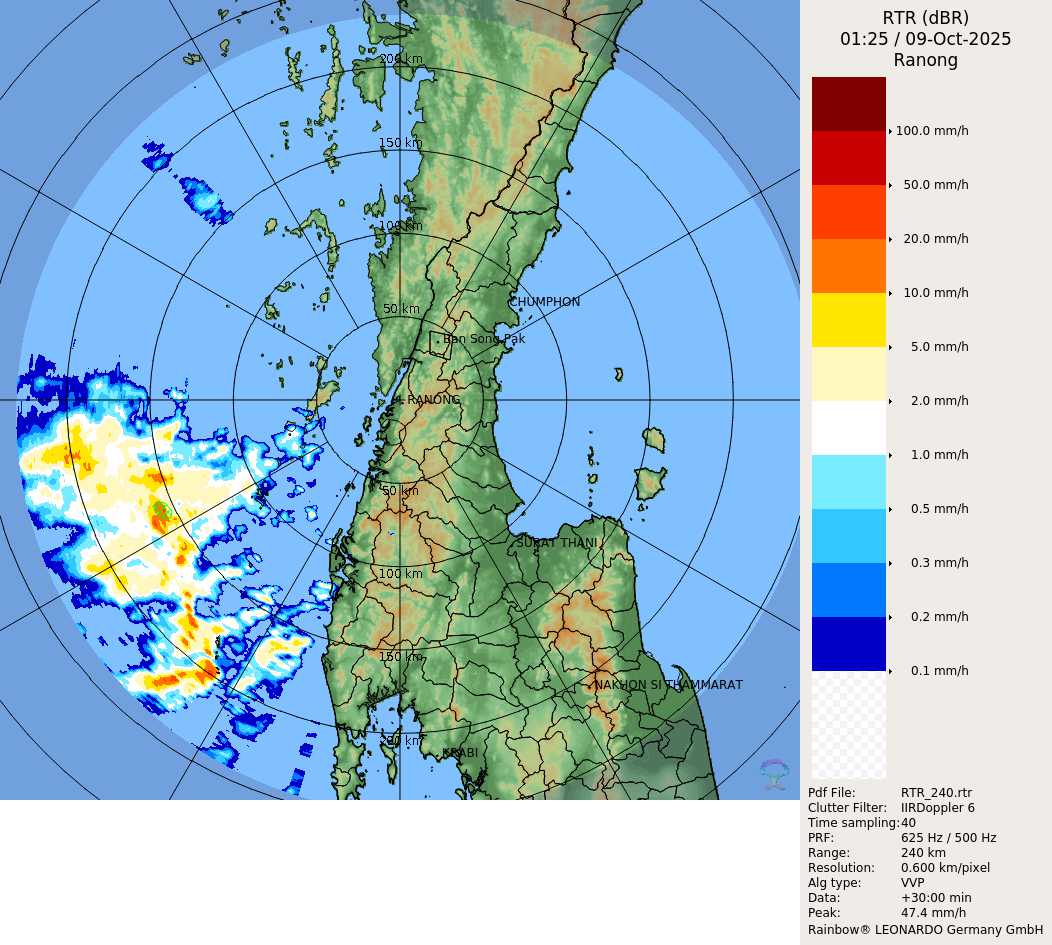 RTR (dBR)
01:25 / 09-Oct-2025
Ranong
100.0 mm/h
50.0 mm/h
20.0 mm/h
10.0 mm/h
5.0 mm/h
2.0 mm/h
1.0 mm/h
0.5 mm/h
0.3 mm/h
0.2 mm/h
0.1 mm/h
200 km
150 km
100 km
CHUMPHON
50 km
Ban Song Pak
RANONG
50 km
SURAT THANI
100 km
150 km
NAKHON SI THAMMARAT
200 km
KRABI
Pdf File: RTR_240.rtr
Clutter Filter: IIRDoppler 6
Time sampling: 40
PRF: 625 Hz / 500 Hz
Range: 240 km
Resolution: 0.600 km/pixel
Alg type: VVP
Data: +30:00 min
Peak: 47.4 mm/h
Rainbow® LEONARDO Germany GmbH